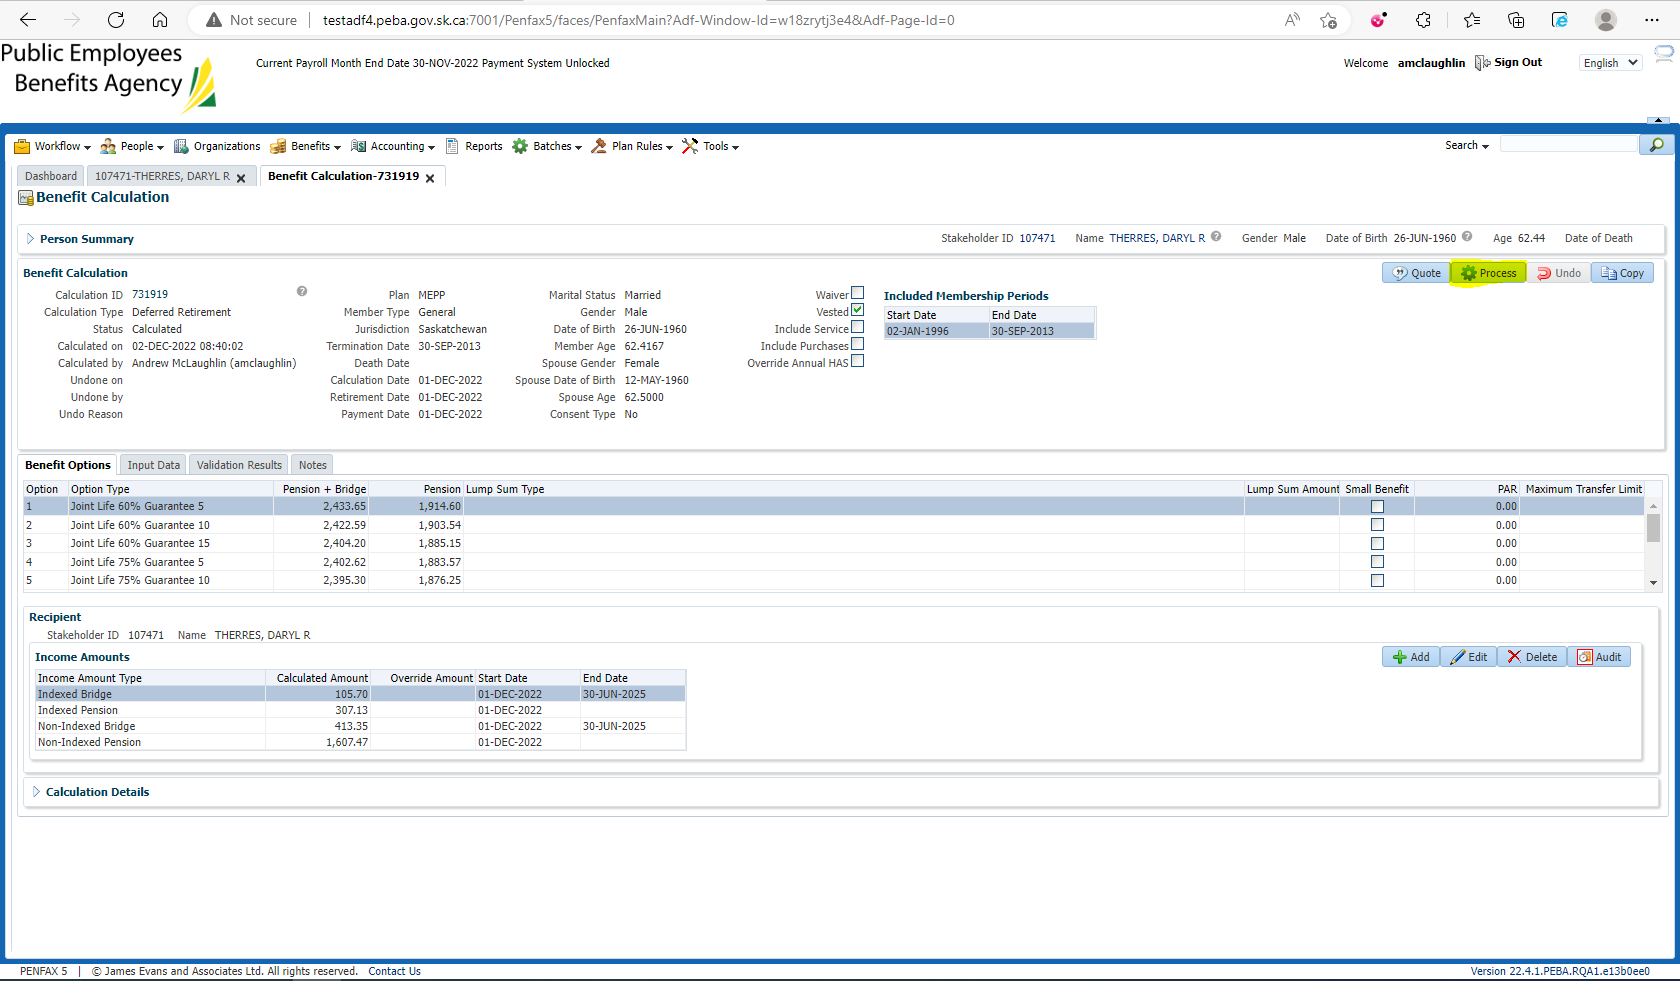 Not secure | testadf4.peba.gov.sk.ca:7001/Penfax5/faces/PenfaxMain?Adf-Window-Id=w18zrytj3e4&Adf-Page-Id=0
Public Employees
Benefits Agency
Current Payroll Month End Date 30-NOV-2022 Payment System Unlocked
Welcome amclaughlin Sign Out English
Workflow People Organizations Benefits Accounting Reports Batches Plan Rules Tools Search
Dashboard 107471-THERRES, DARYL R Benefit Calculation-731919
Benefit Calculation
Person Summary Stakeholder ID 107471 Name THERRES, DARYL R Gender Male Date of Birth 26-JUN-1960 Age 62.44 Date of Death
Benefit Calculation Quote Process Undo Copy
Calculation ID 731919 Plan MEPP Marital Status Married Waiver Included Membership Periods
Calculation Type Deferred Retirement Member Type General Gender Male Vested Start Date End Date
Status Calculated Jurisdiction Saskatchewan Date of Birth 26-JUN-1960 Include Service 02-JAN-1996 30-SEP-2013
Calculated on 02-DEC-2022 08:40:02 Termination Date 30-SEP-2013 Member Age 62.4167 Include Purchases
Calculated by Andrew McLaughlin (amclaughlin) Death Date Spouse Gender Female Override Annual HAS
Undone on Calculation Date 01-DEC-2022 Spouse Date of Birth 12-MAY-1960
Undone by Retirement Date 01-DEC-2022 Spouse Age 62.5000
Undo Reason Payment Date 01-DEC-2022 Consent Type No
Benefit Options Input Data Validation Results Notes
Option Option Type Pension + Bridge Pension Lump Sum Type Lump Sum Amount Small Benefit PAR Maximum Transfer Limit
1 Joint Life 60% Guarantee 5 2,433.65 1,914.60 0.00
2 Joint Life 60% Guarantee 10 2,422.59 1,903.54 0.00
3 Joint Life 60% Guarantee 15 2,404.20 1,885.15 0.00
4 Joint Life 75% Guarantee 5 2,402.62 1,883.57 0.00
5 Joint Life 75% Guarantee 10 2,395.30 1,876.25 0.00
Recipient
Stakeholder ID 107471 Name THERRES, DARYL R
Income Amounts Add Edit Delete Audit
Income Amount Type Calculated Amount Override Amount Start Date End Date
Indexed Bridge 105.70 01-DEC-2022 30-JUN-2025
Indexed Pension 307.13 01-DEC-2022
Non-Indexed Bridge 413.35 01-DEC-2022 30-JUN-2025
Non-Indexed Pension 1,607.47 01-DEC-2022
Calculation Details
PENFAX 5 | © James Evans and Associates Ltd. All rights reserved. Contact Us Version 22.4.1.PEBA.RQA1.e13b0ee0